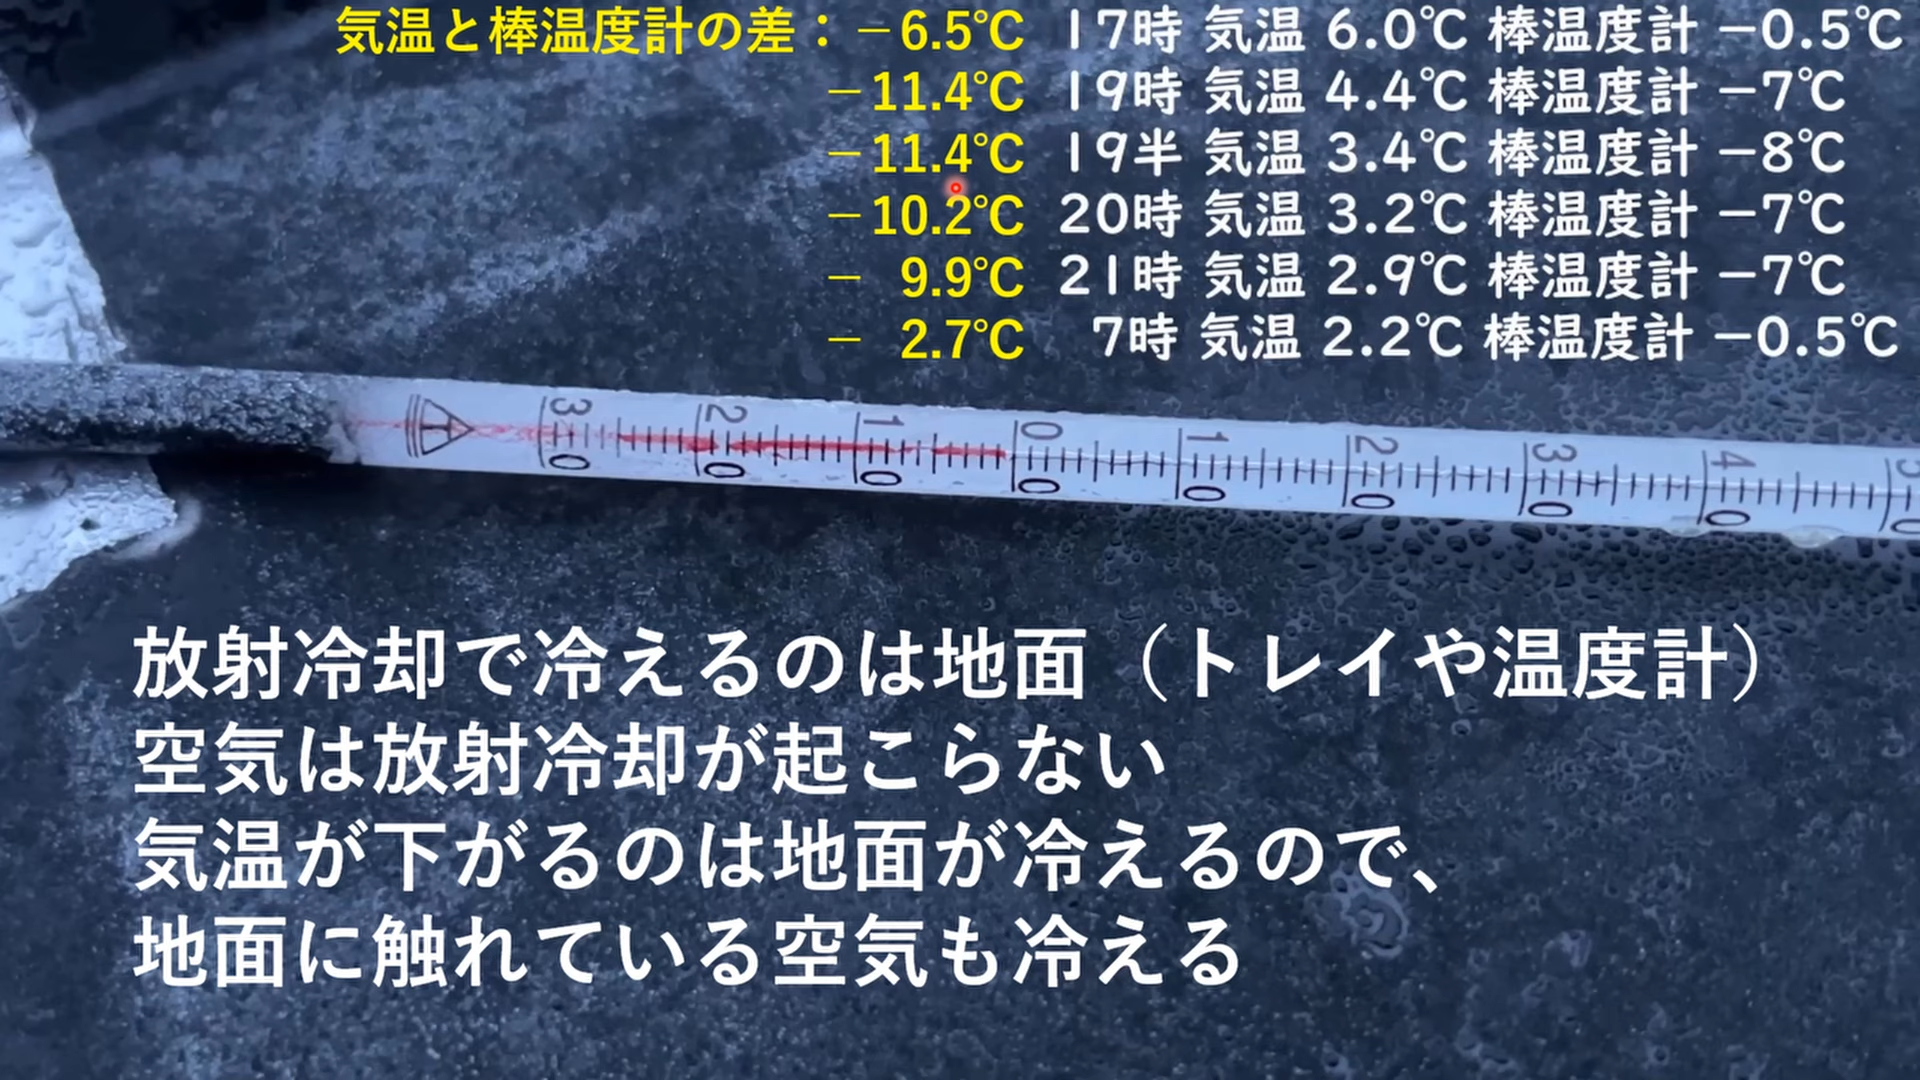 気温と棒温度計の差：－6.5℃ 17時 気温 6.0℃ 棒温度計 －0.5℃
－11.4℃ 19時 気温 4.4℃ 棒温度計 －7℃
－11.4℃ 19半 気温 3.4℃ 棒温度計 －8℃
－10.2℃ 20時 気温 3.2℃ 棒温度計 －7℃
－ 9.9℃ 21時 気温 2.9℃ 棒温度計 －7℃
－ 2.7℃ 7時 気温 2.2℃ 棒温度計 －0.5℃
30 20 10 00 10 20 30 40 50
放射冷却で冷えるのは地面（トレイや温度計）
空気は放射冷却が起こらない
気温が下がるのは地面が冷えるので、
地面に触れている空気も冷える